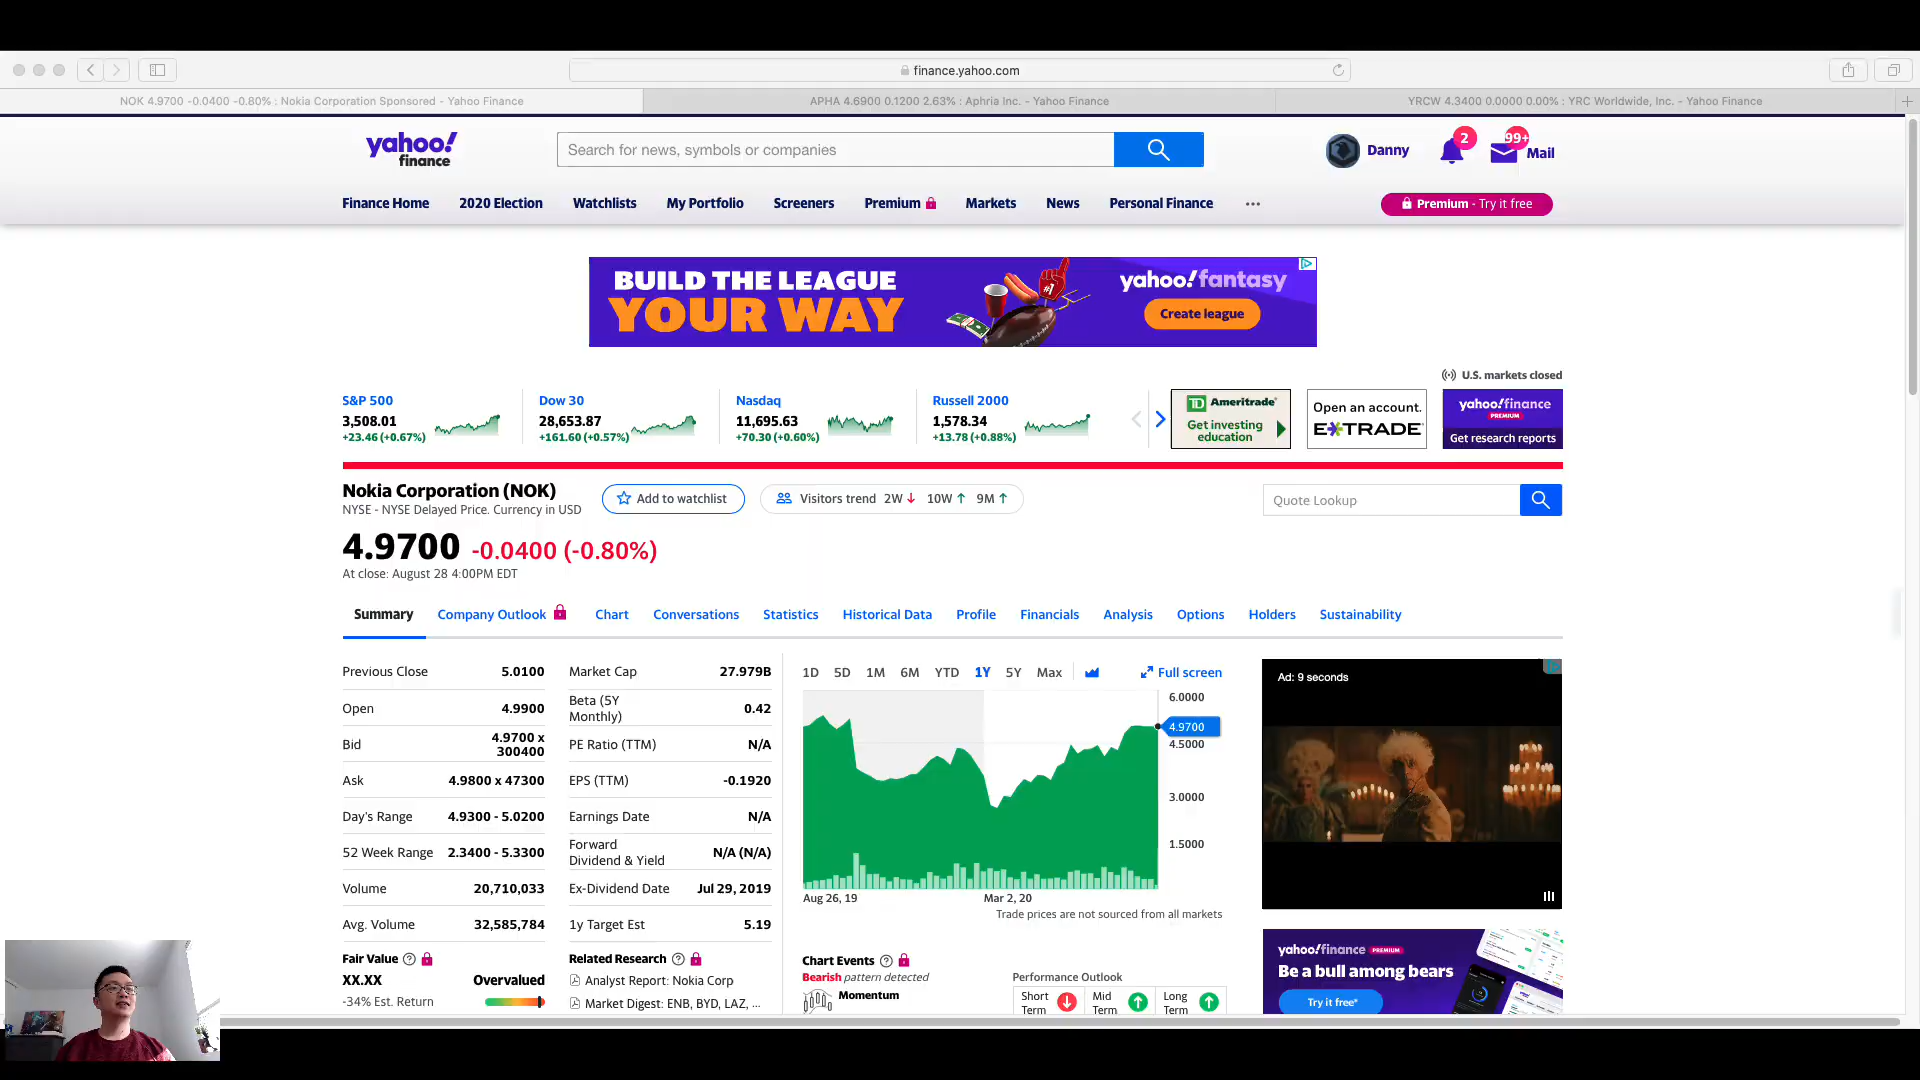 finance.yahoo.com
NOK 4.9700 -0.0400 -0.80% : Nokia Corporation Sponsored - Yahoo Finance
APHA 4.6900 0.1200 2.63% : Aphria Inc. - Yahoo Finance
YRCW 4.3400 0.0000 0.00% : YRC Worldwide, Inc. - Yahoo Finance
yahoo!
finance
Search for news, symbols or companies
Danny
2
99+
Mail
Finance Home 2020 Election Watchlists My Portfolio Screeners Premium Markets News Personal Finance ...
Premium - Try it free
BUILD THE LEAGUE
YOUR WAY
#1
yahoo!fantasy
Create league
U.S. markets closed
S&P 500
3,508.01
+23.46 (+0.67%)
Dow 30
28,653.87
+161.60 (+0.57%)
Nasdaq
11,695.63
+70.30 (+0.60%)
Russell 2000
1,578.34
+13.78 (+0.88%)
TD Ameritrade
Get investing
education
Open an account.
E*TRADE
yahoo!finance
PREMIUM
Get research reports
Nokia Corporation (NOK)
NYSE - NYSE Delayed Price. Currency in USD
Add to watchlist
Visitors trend 2W ↓ 10W ↑ 9M ↑
Quote Lookup
4.9700 -0.0400 (-0.80%)
At close: August 28 4:00PM EDT
Summary Company Outlook Chart Conversations Statistics Historical Data Profile Financials Analysis Options Holders Sustainability
Previous Close 5.0100
Open 4.9900
Bid 4.9700 x
300400
Ask 4.9800 x 47300
Day's Range 4.9300 - 5.0200
52 Week Range 2.3400 - 5.3300
Volume 20,710,033
Avg. Volume 32,585,784
Market Cap 27.979B
Beta (5Y
Monthly) 0.42
PE Ratio (TTM) N/A
EPS (TTM) -0.1920
Earnings Date N/A
Forward
Dividend & Yield N/A (N/A)
Ex-Dividend Date Jul 29, 2019
1y Target Est 5.19
1D 5D 1M 6M YTD 1Y 5Y Max
Full screen
6.0000
4.9700
4.5000
3.0000
1.5000
Aug 26, 19
Mar 2, 20
Trade prices are not sourced from all markets
Ad: 9 seconds
Fair Value
XX.XX Overvalued
-34% Est. Return
Related Research
Analyst Report: Nokia Corp
Market Digest: ENB, BYD, LAZ, ...
Chart Events
Bearish pattern detected
Momentum
Performance Outlook
Short
Term
Mid
Term
Long
Term
yahoo!finance PREMIUM
Be a bull among bears
Try it free*